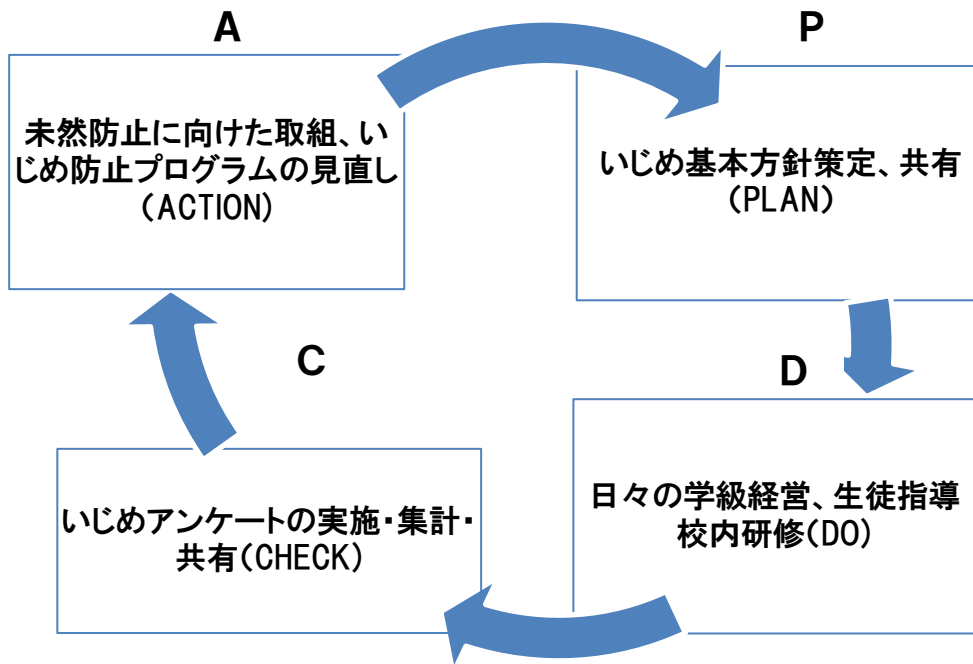 A
未然防止に向けた取組、い
じめ防止プログラムの見直し
(ACTION)
P
いじめ基本方針策定、共有
(PLAN)
D
日々の学級経営、生徒指導
校内研修(DO)
C
いじめアンケートの実施・集計・
共有(CHECK)